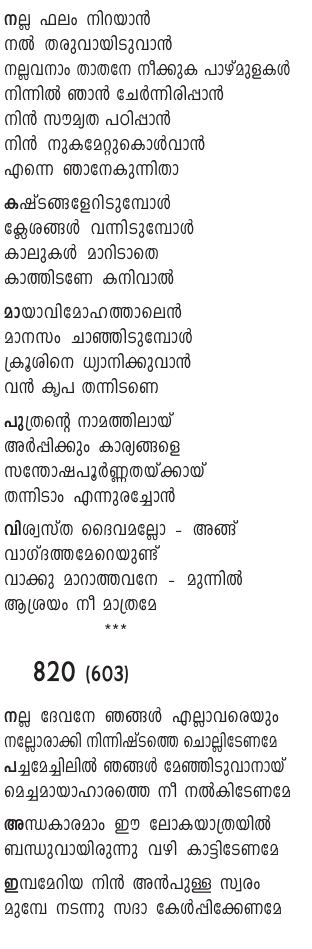 നല്ല ഫലം നിറയാൻ
നൽ തരുവായിടുവാൻ
നല്ലവനാം താതനേ നീക്കുക പാഴ്മുളകൾ
നിന്നിൽ ഞാൻ ചേർന്നിരിപ്പാൻ
നിൻ സൗമ്യത പഠിപ്പാൻ
നിൻ നുകമേറ്റുകൊൾവാൻ
എന്നെ ഞാനേകുന്നിതാ
കഷ്ടങ്ങളേറിടുമ്പോൾ
ക്ലേശങ്ങൾ വന്നിടുമ്പോൾ
കാലുകൾ മാറിടാതെ
കാത്തിടണേ കനിവാൽ
മായാവിമോഹത്താലെൻ
മാനസം ചാഞ്ഞിടുമ്പോൾ
ക്രൂശിനെ ധ്യാനിക്കുവാൻ
വൻ കൃപ തന്നിടണെ
പുത്രന്റെ നാമത്തിലായ്
അർപ്പിക്കും കാര്യങ്ങളെ
സന്തോഷപൂർണ്ണതയ്ക്കായ്
തന്നിടാം എന്നുരച്ചോൻ
വിശ്വസ്ത ദൈവമല്ലോ - അങ്ങ്
വാഗ്ദത്തമേറെയുണ്ട്
വാക്കു മാറാത്തവനേ - മുന്നിൽ
ആശ്രയം നീ മാത്രമേ
***
820 (603)
നല്ല ദേവനേ ഞങ്ങൾ എല്ലാവരെയും
നല്ലോരാക്കി നിന്നിഷ്ടത്തെ ചൊല്ലിടേണമേ
പച്ചമേച്ചിലിൽ ഞങ്ങൾ മേഞ്ഞിടുവാനായ്
മെച്ചമായാഹാരത്തെ നീ നൽകിടേണമേ
അന്ധകാരമാം ഈ ലോകയാത്രയിൽ
ബന്ധുവായിരുന്നു വഴി കാട്ടിടേണമേ
ഇമ്പമേറിയ നിൻ അൻപുള്ള സ്വരം
മുമ്പേ നടന്നു സദാ കേൾപ്പിക്കേണമേ